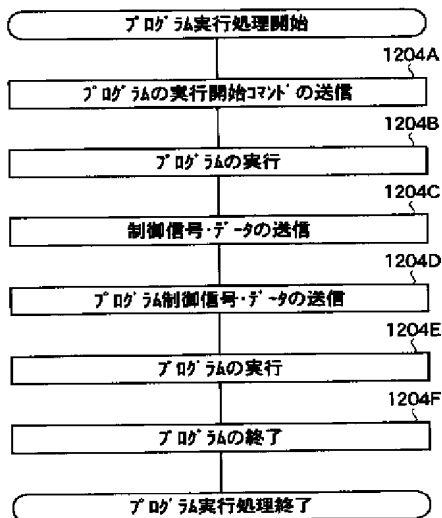 プログラム実行処理開始
1204A
プログラムの実行開始コマンドの送信
1204B
プログラムの実行
1204C
制御信号・データの送信
1204D
プログラム制御信号・データの送信
1204E
プログラムの実行
1204F
プログラムの終了
プログラム実行処理終了